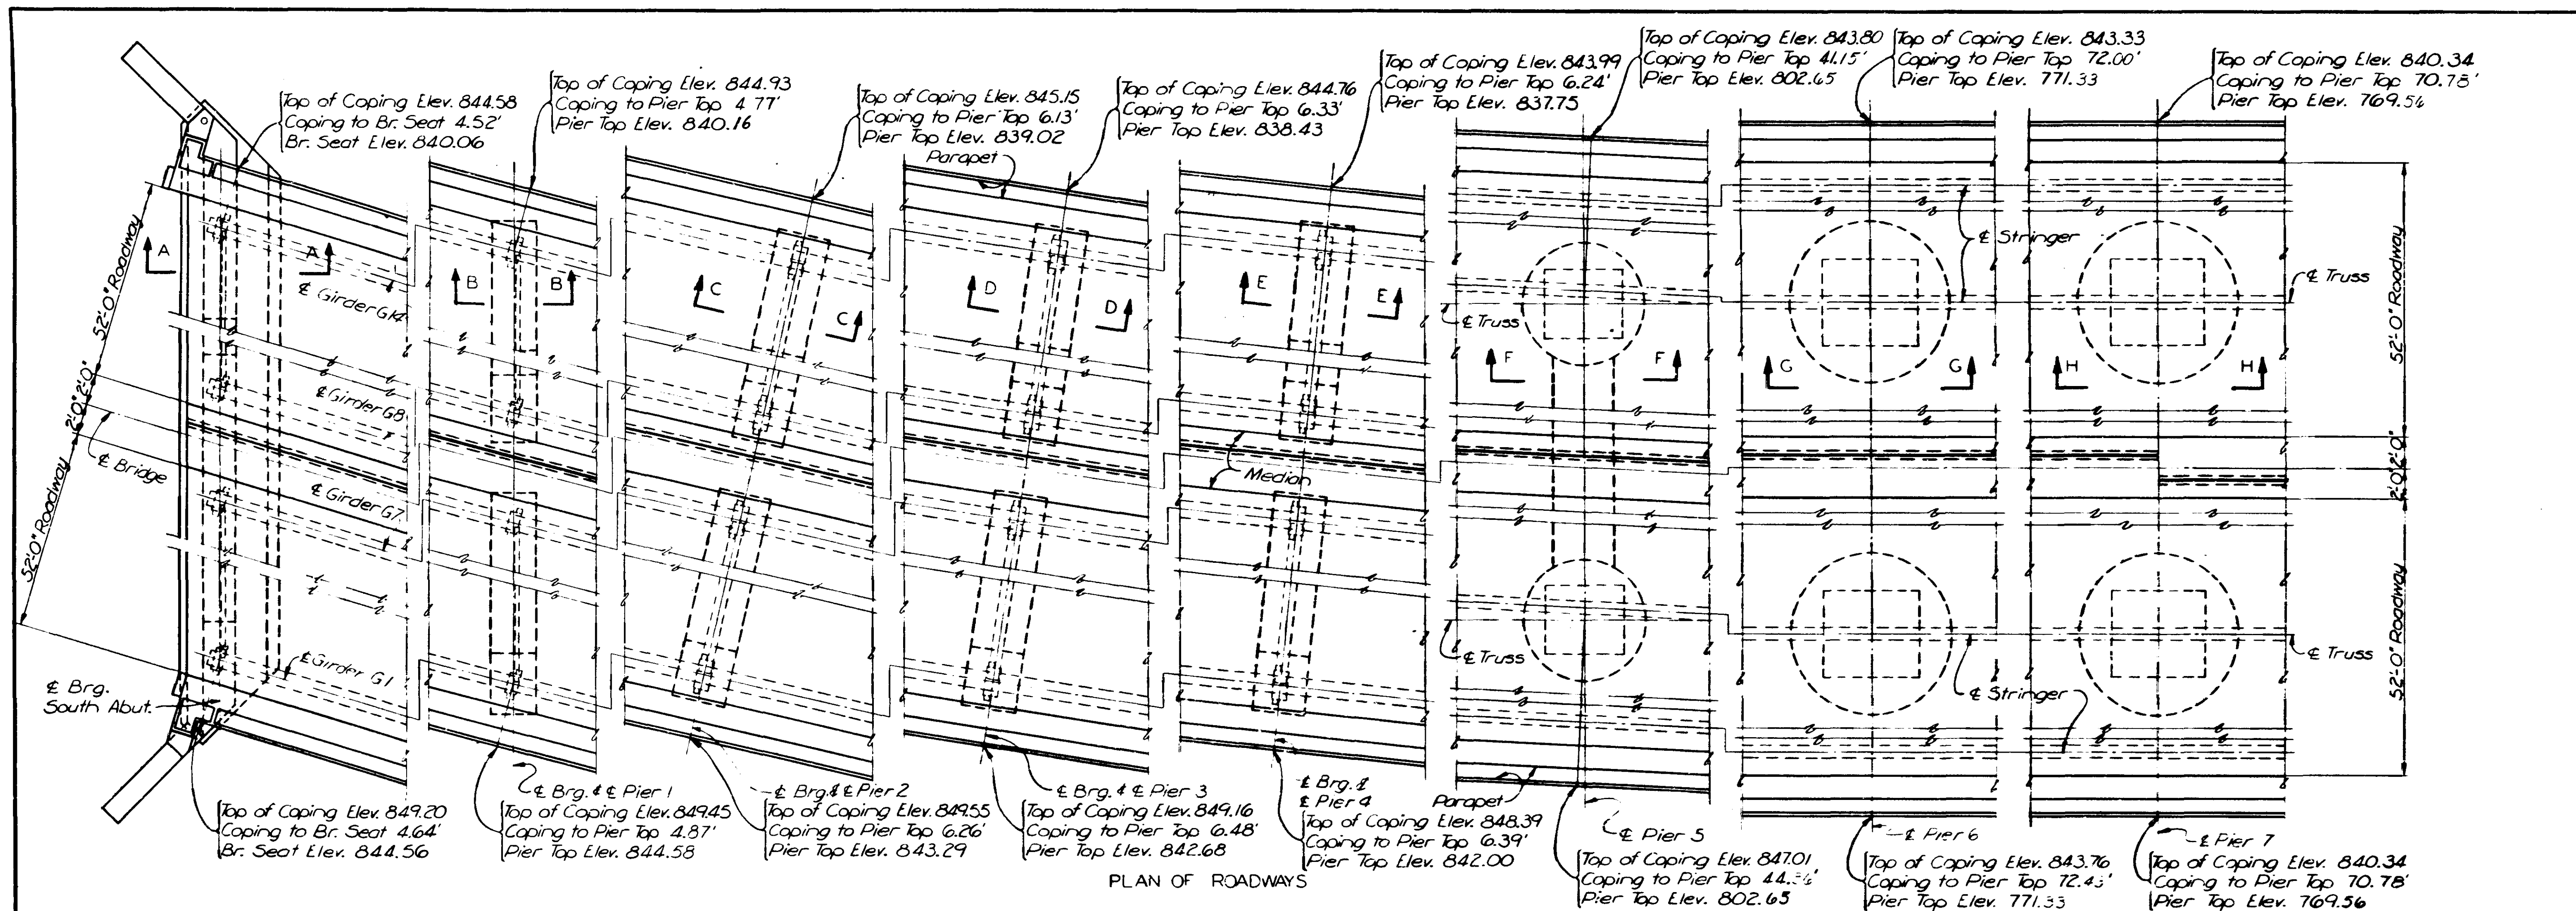 Top of Coping Elev. 844.58
Coping to Br. Seat 4.52'
Br. Seat Elev. 840.06
Top of Coping Elev. 844.93
Coping to Pier Top 4.77'
Pier Top Elev. 840.16
Top of Coping Elev. 845.15
Coping to Pier Top 6.13'
Pier Top Elev. 839.02
Parapet
Top of Coping Elev. 844.76
Coping to Pier Top 6.33'
Pier Top Elev. 838.43
Top of Coping Elev. 843.99
Coping to Pier Top 6.24'
Pier Top Elev. 837.75
Top of Coping Elev. 843.80
Coping to Pier Top 41.15'
Pier Top Elev. 802.65
Top of Coping Elev. 843.33
Coping to Pier Top 72.00'
Pier Top Elev. 771.33
Top of Coping Elev. 840.34
Coping to Pier Top 70.78'
Pier Top Elev. 769.56
52'-0" Roadway
2'-0" 2'-0"
52'-0" Roadway
℄ Bridge
A A
B B
C C
D D
E E
F F
G G
H H
℄ Girder G14
℄ Girder G8
℄ Girder G7
℄ Girder G1
℄ Truss
℄ Stringer
℄ Truss
52'-0" Roadway
2'-0" 2'-0"
52'-0" Roadway
Median
℄ Truss
℄ Stringer
℄ Truss
℄ Brg.
South Abut.
℄ Brg. & ℄ Pier 1
℄ Brg. & ℄ Pier 2
℄ Brg. & ℄ Pier 3
℄ Brg. &
℄ Pier 4
Parapet
℄ Pier 5
℄ Pier 6
℄ Pier 7
Top of Coping Elev. 849.20
Coping to Br. Seat 4.64'
Br. Seat Elev. 844.56
Top of Coping Elev. 849.45
Coping to Pier Top 4.87'
Pier Top Elev. 844.58
Top of Coping Elev. 849.55
Coping to Pier Top 6.26'
Pier Top Elev. 843.29
Top of Coping Elev. 849.16
Coping to Pier Top 6.48'
Pier Top Elev. 842.68
Top of Coping Elev. 848.39
Coping to Pier Top 6.39'
Pier Top Elev. 842.00
Top of Coping Elev. 847.01
Coping to Pier Top
Pier Top Elev. 802.65
Top of Coping Elev. 843.76
Coping to Pier Top 72.43'
Pier Top Elev. 771.33
Top of Coping Elev. 840.34
Coping to Pier Top 70.78'
Pier Top Elev. 769.56
PLAN OF ROADWAYS